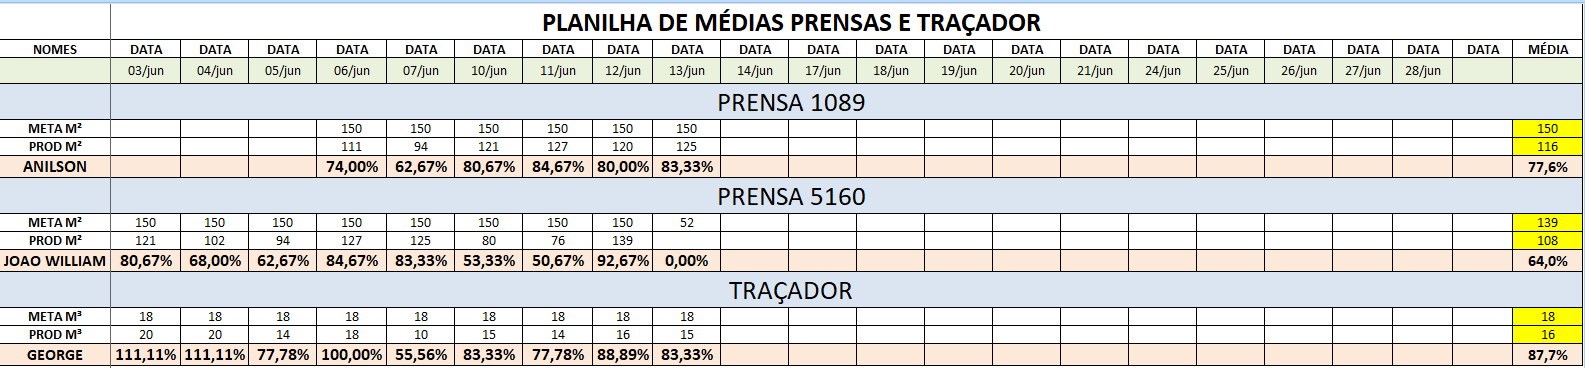 PLANILHA DE MÉDIAS PRENSAS E TRAÇADOR
NOMES DATA DATA DATA DATA DATA DATA DATA DATA DATA DATA DATA DATA DATA DATA DATA DATA DATA DATA DATA DATA DATA MÉDIA
03/jun 04/jun 05/jun 06/jun 07/jun 10/jun 11/jun 12/jun 13/jun 14/jun 17/jun 18/jun 19/jun 20/jun 21/jun 24/jun 25/jun 26/jun 27/jun 28/jun
PRENSA 1089
META M² 150 150 150 150 150 150 150
PROD M² 111 94 121 127 120 125 116
ANILSON 74,00% 62,67% 80,67% 84,67% 80,00% 83,33% 77,6%
PRENSA 5160
META M² 150 150 150 150 150 150 150 150 52 139
PROD M² 121 102 94 127 125 80 76 139 108
JOAO WILLIAM 80,67% 68,00% 62,67% 84,67% 83,33% 53,33% 50,67% 92,67% 0,00% 64,0%
TRAÇADOR
META M³ 18 18 18 18 18 18 18 18 18 18
PROD M³ 20 20 14 18 10 15 14 16 15 16
GEORGE 111,11% 111,11% 77,78% 100,00% 55,56% 83,33% 77,78% 88,89% 83,33% 87,7%